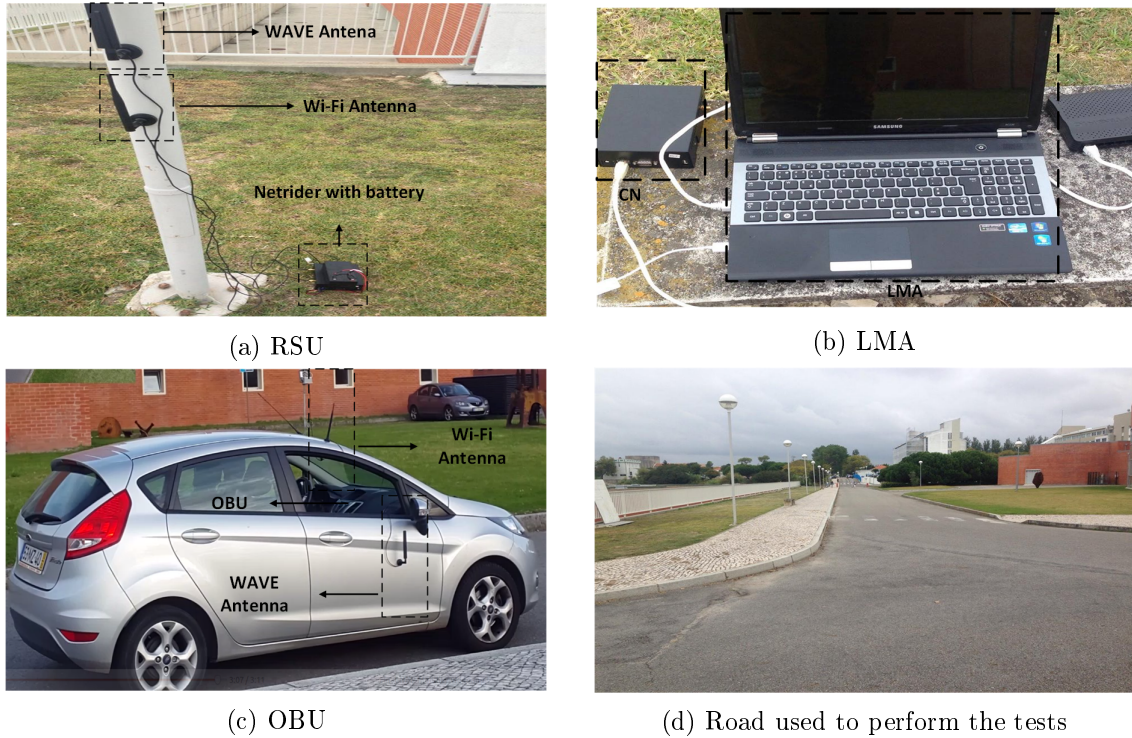 WAVE Antena
Wi-Fi Antenna
Netrider with battery
(a) RSU
SAMSUNG
CN
LMA
(b) LMA
Wi-Fi
Antenna
OBU
WAVE
Antenna
(c) OBU
(d) Road used to perform the tests